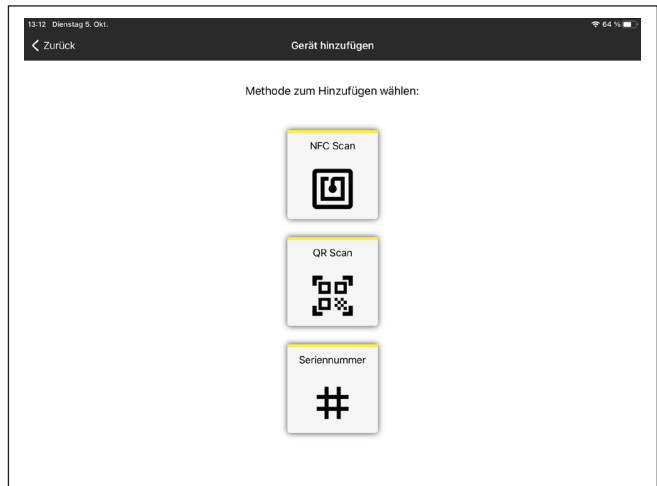 13:12 Dienstag 5. Okt. 64 %
Zurück Gerät hinzufügen
Methode zum Hinzufügen wählen:
NFC Scan
QR Scan
Seriennummer